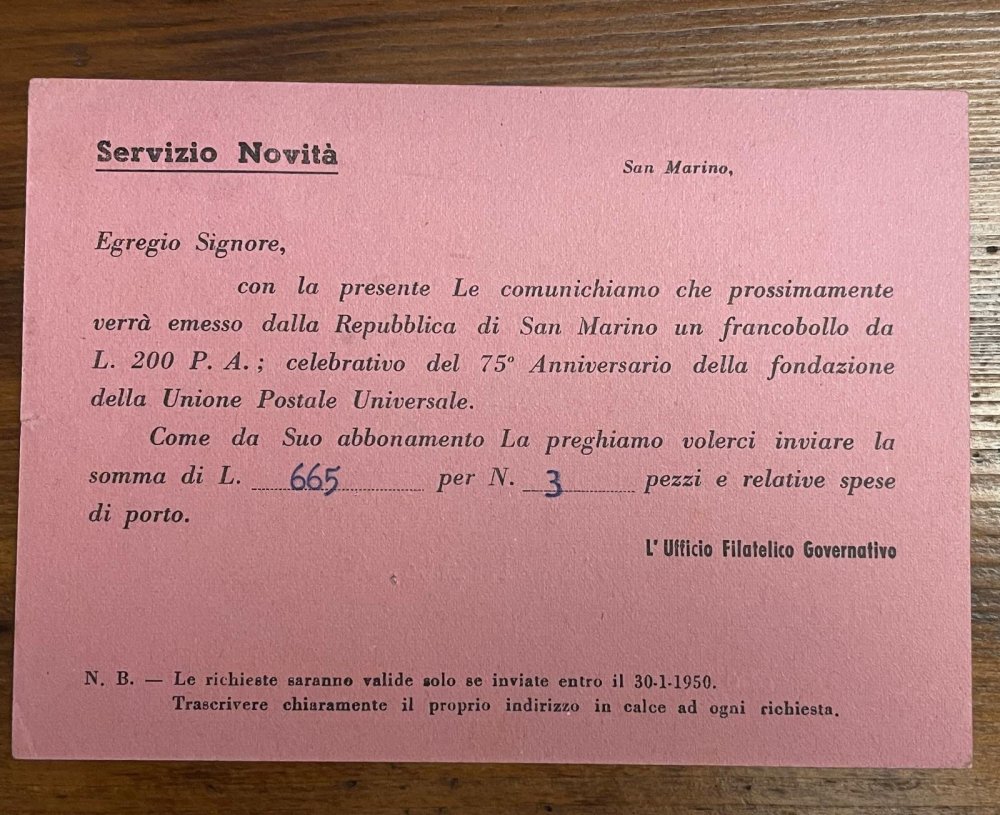 Servizio Novità
San Marino,
Egregio Signore,
con la presente Le comunichiamo che prossimamente
verrà emesso dalla Repubblica di San Marino un francobollo da
L. 200 P. A. ; celebrativo del 75° Anniversario della fondazione
della Unione Postale Universale.
Come da Suo abbonamento La preghiamo volerci inviare la
somma di L. 665 per N. 3 pezzi e relative spese
di porto.
L' Ufficio Filatelico Governativo
N. B. — Le richieste saranno valide solo se inviate entro il 30-1-1950.
Trascrivere chiaramente il proprio indirizzo in calce ad ogni richiesta.